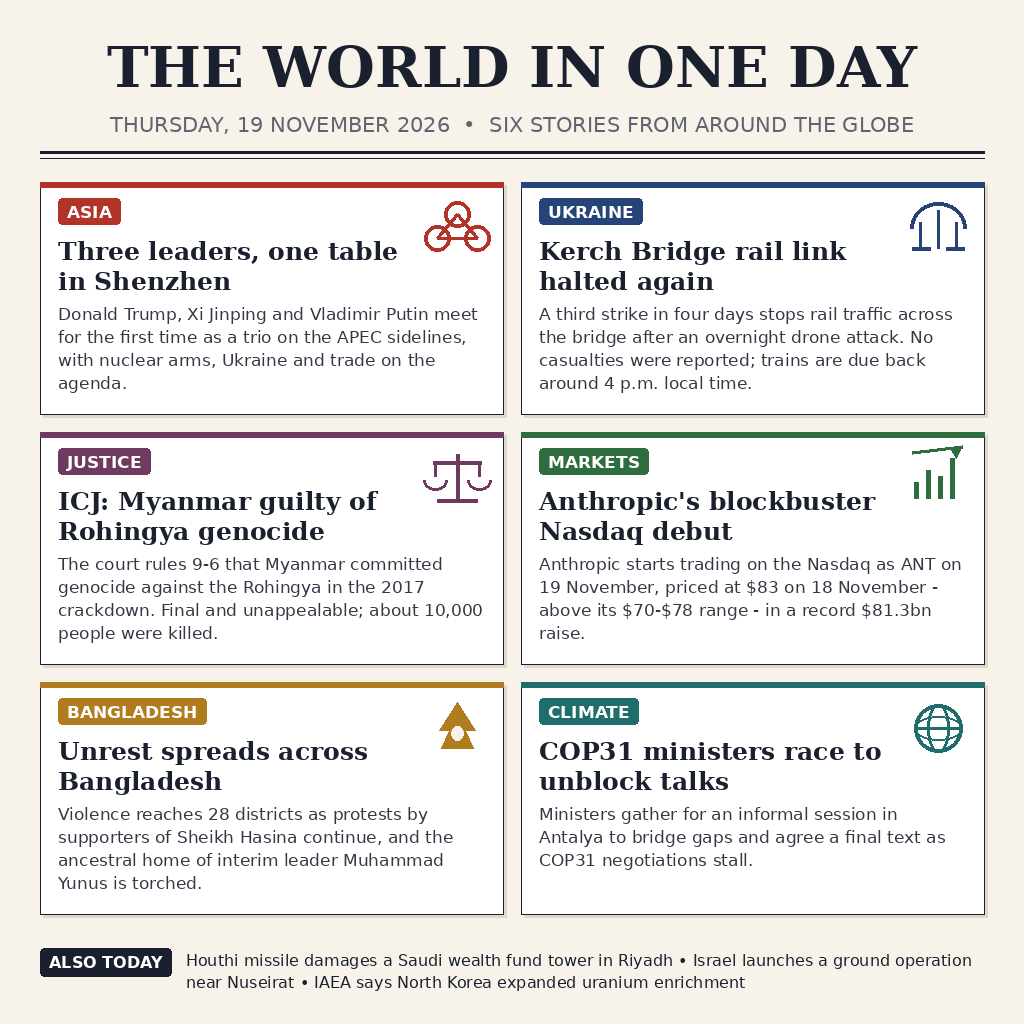 THE WORLD IN ONE DAY
THURSDAY, 19 NOVEMBER 2026 • SIX STORIES FROM AROUND THE GLOBE
ASIA
Three leaders, one table
in Shenzhen
Donald Trump, Xi Jinping and Vladimir Putin meet
for the first time as a trio on the APEC sidelines,
with nuclear arms, Ukraine and trade on the
agenda.
UKRAINE
Kerch Bridge rail link
halted again
A third strike in four days stops rail traffic across
the bridge after an overnight drone attack. No
casualties were reported; trains are due back
around 4 p.m. local time.
JUSTICE
ICJ: Myanmar guilty of
Rohingya genocide
The court rules 9-6 that Myanmar committed
genocide against the Rohingya in the 2017
crackdown. Final and unappealable; about 10,000
people were killed.
MARKETS
Anthropic's blockbuster
Nasdaq debut
Anthropic starts trading on the Nasdaq as ANT on
19 November, priced at $83 on 18 November -
above its $70-$78 range - in a record $81.3bn
raise.
BANGLADESH
Unrest spreads across
Bangladesh
Violence reaches 28 districts as protests by
supporters of Sheikh Hasina continue, and the
ancestral home of interim leader Muhammad
Yunus is torched.
CLIMATE
COP31 ministers race to
unblock talks
Ministers gather for an informal session in
Antalya to bridge gaps and agree a final text as
COP31 negotiations stall.
ALSO TODAY
Houthi missile damages a Saudi wealth fund tower in Riyadh • Israel launches a ground operation
near Nuseirat • IAEA says North Korea expanded uranium enrichment